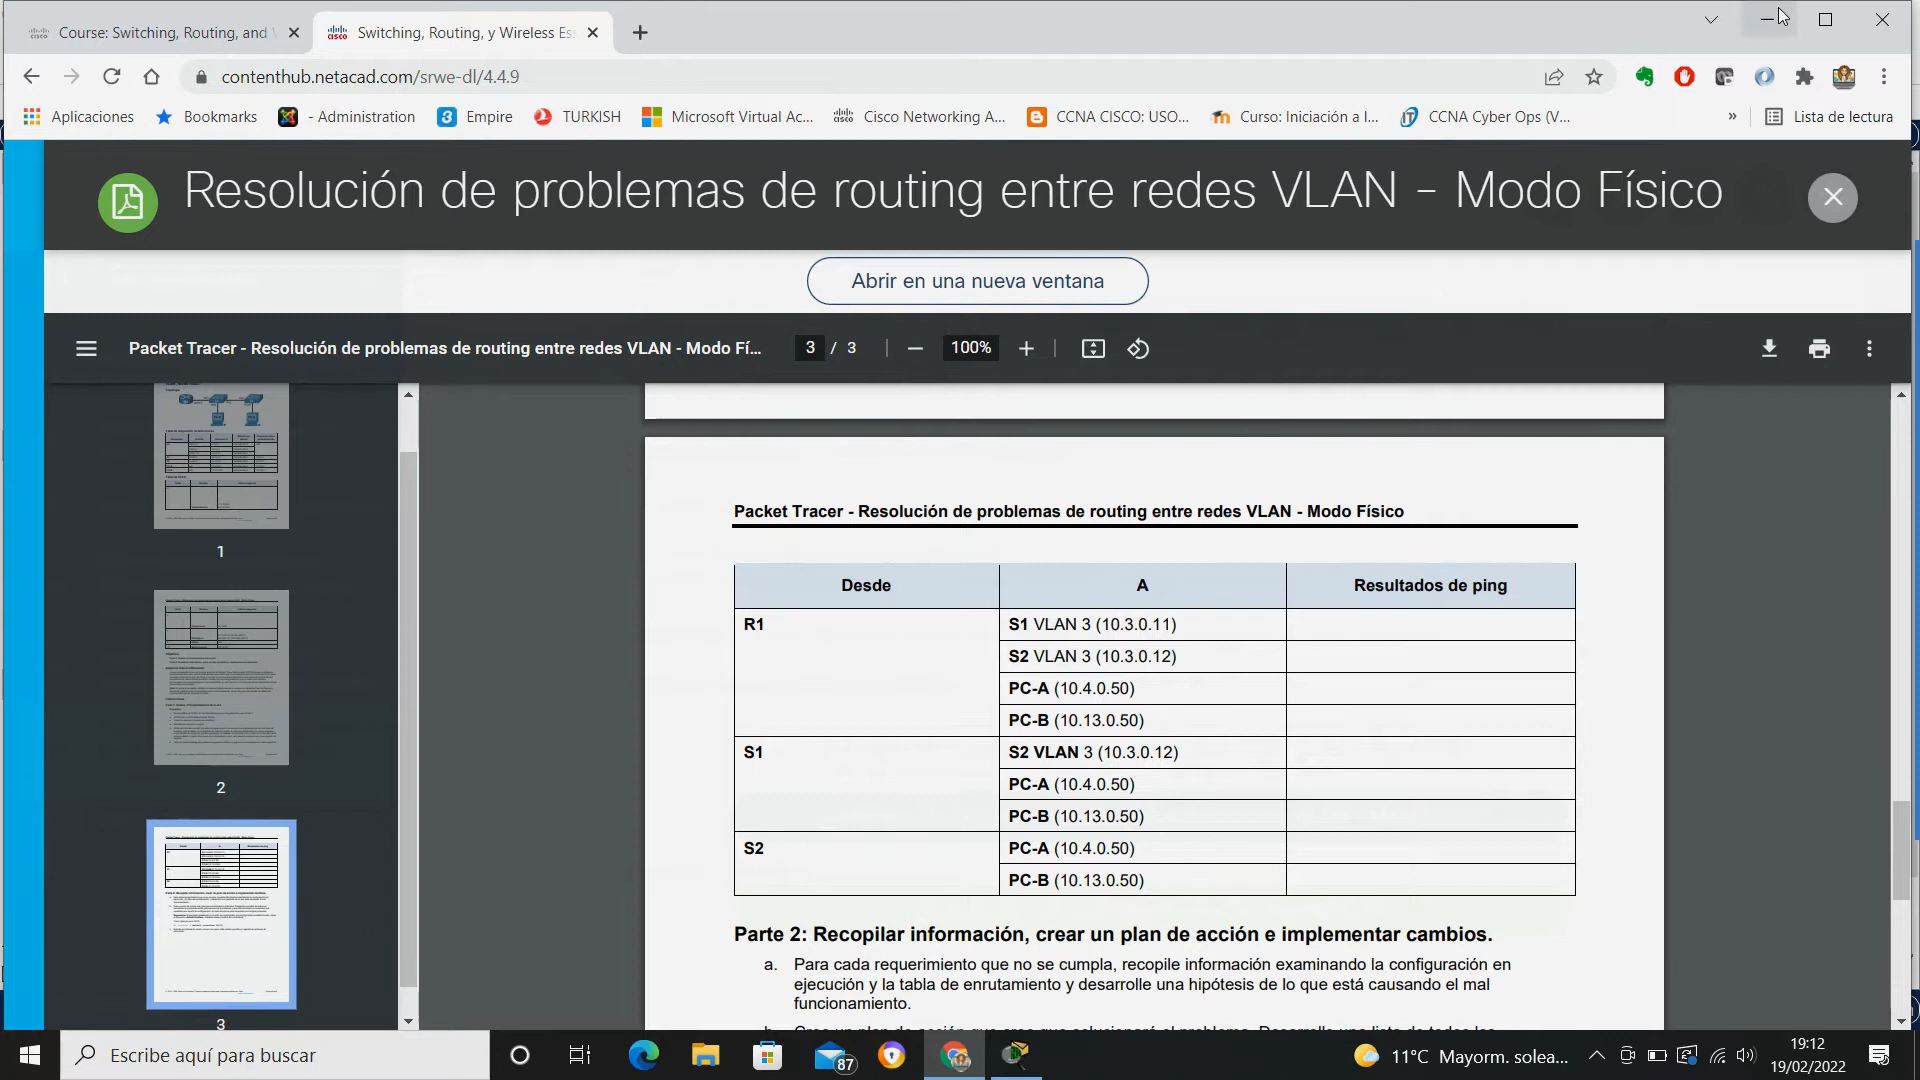 Course: Switching, Routing, and
Switching, Routing, y Wireless Es
contenthub.netacad.com/srwe-dl/4.4.9
Aplicaciones
Bookmarks
- Administration
Empire
TURKISH
Microsoft Virtual Ac...
Cisco Networking A...
CCNA CISCO: USO...
Curso: Iniciación a l...
CCNA Cyber Ops (V...
»
Lista de lectura
Resolución de problemas de routing entre redes VLAN - Modo Físico
Abrir en una nueva ventana
Packet Tracer - Resolución de problemas de routing entre redes VLAN - Modo Fí...
3 / 3
100%
1
2
3
Packet Tracer - Resolución de problemas de routing entre redes VLAN - Modo Físico
Desde A Resultados de ping
R1 S1 VLAN 3 (10.3.0.11)
S2 VLAN 3 (10.3.0.12)
PC-A (10.4.0.50)
PC-B (10.13.0.50)
S1 S2 VLAN 3 (10.3.0.12)
PC-A (10.4.0.50)
PC-B (10.13.0.50)
S2 PC-A (10.4.0.50)
PC-B (10.13.0.50)
Parte 2: Recopilar información, crear un plan de acción e implementar cambios.
a. Para cada requerimiento que no se cumpla, recopile información examinando la configuración en
ejecución y la tabla de enrutamiento y desarrolle una hipótesis de lo que está causando el mal
funcionamiento.
Escribe aquí para buscar
87
11°C Mayorm. solea...
19:12
19/02/2022